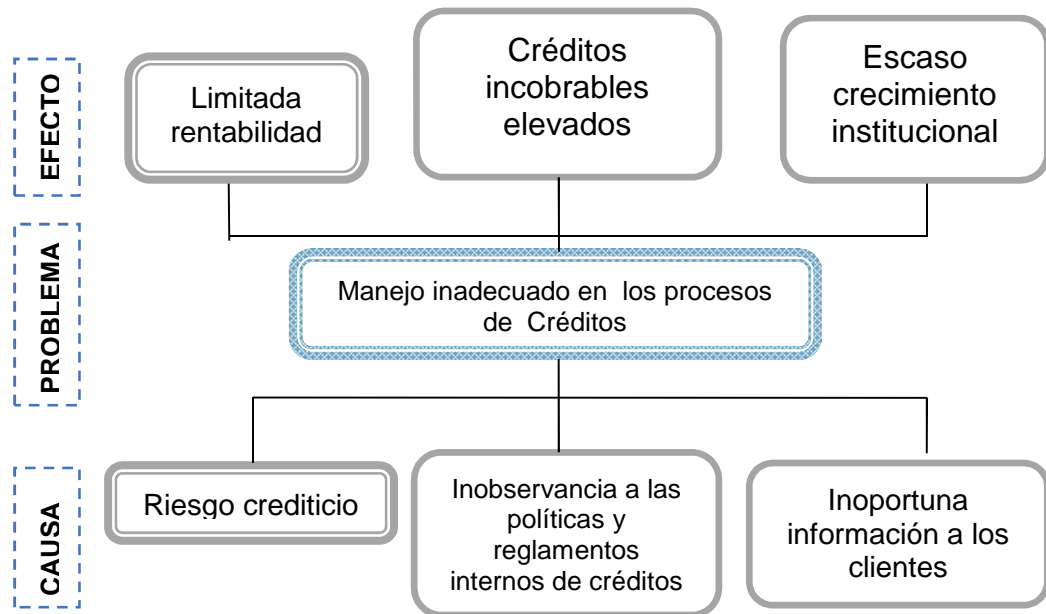 EFECTO
Limitada
rentabilidad
Créditos
incobrables
elevados
Escaso
crecimiento
institucional
PROBLEMA
Manejo inadecuado en los procesos
de Créditos
CAUSA
Riesgo crediticio
Inobservancia a las
políticas y
reglamentos
internos de créditos
Inoportuna
información a los
clientes